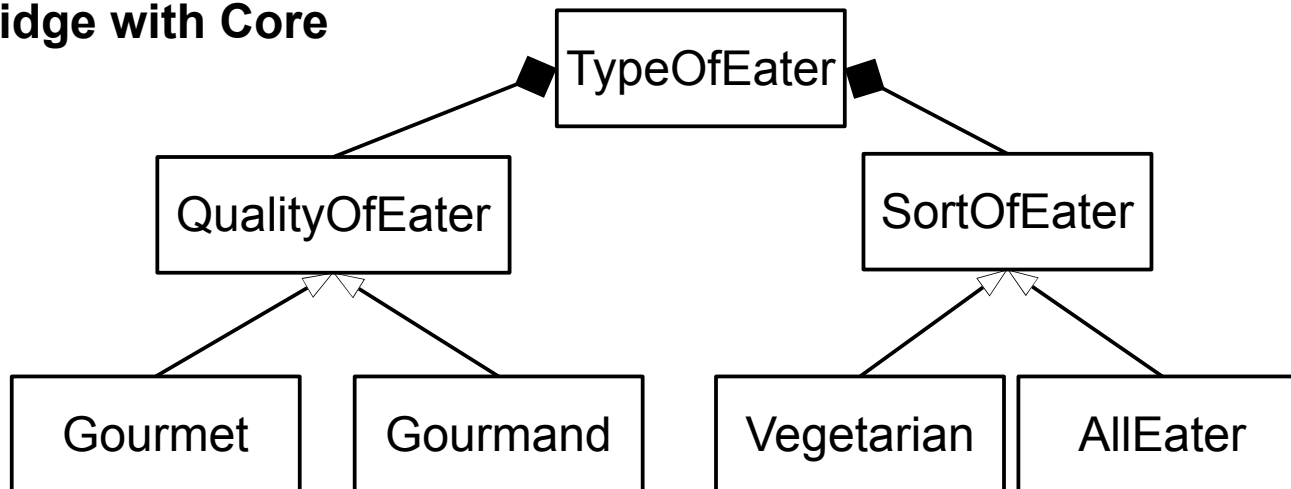 idge with Core
TypeOfEater
QualityOfEater
SortOfEater
Gourmet
Gourmand
Vegetarian
AllEater